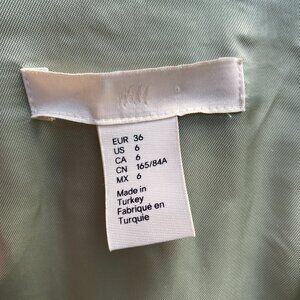 H&M
EUR 36
US 6
CA 6
CN 165/84A
MX 6
Made in
Turkey
Fabriqué en
Turquie